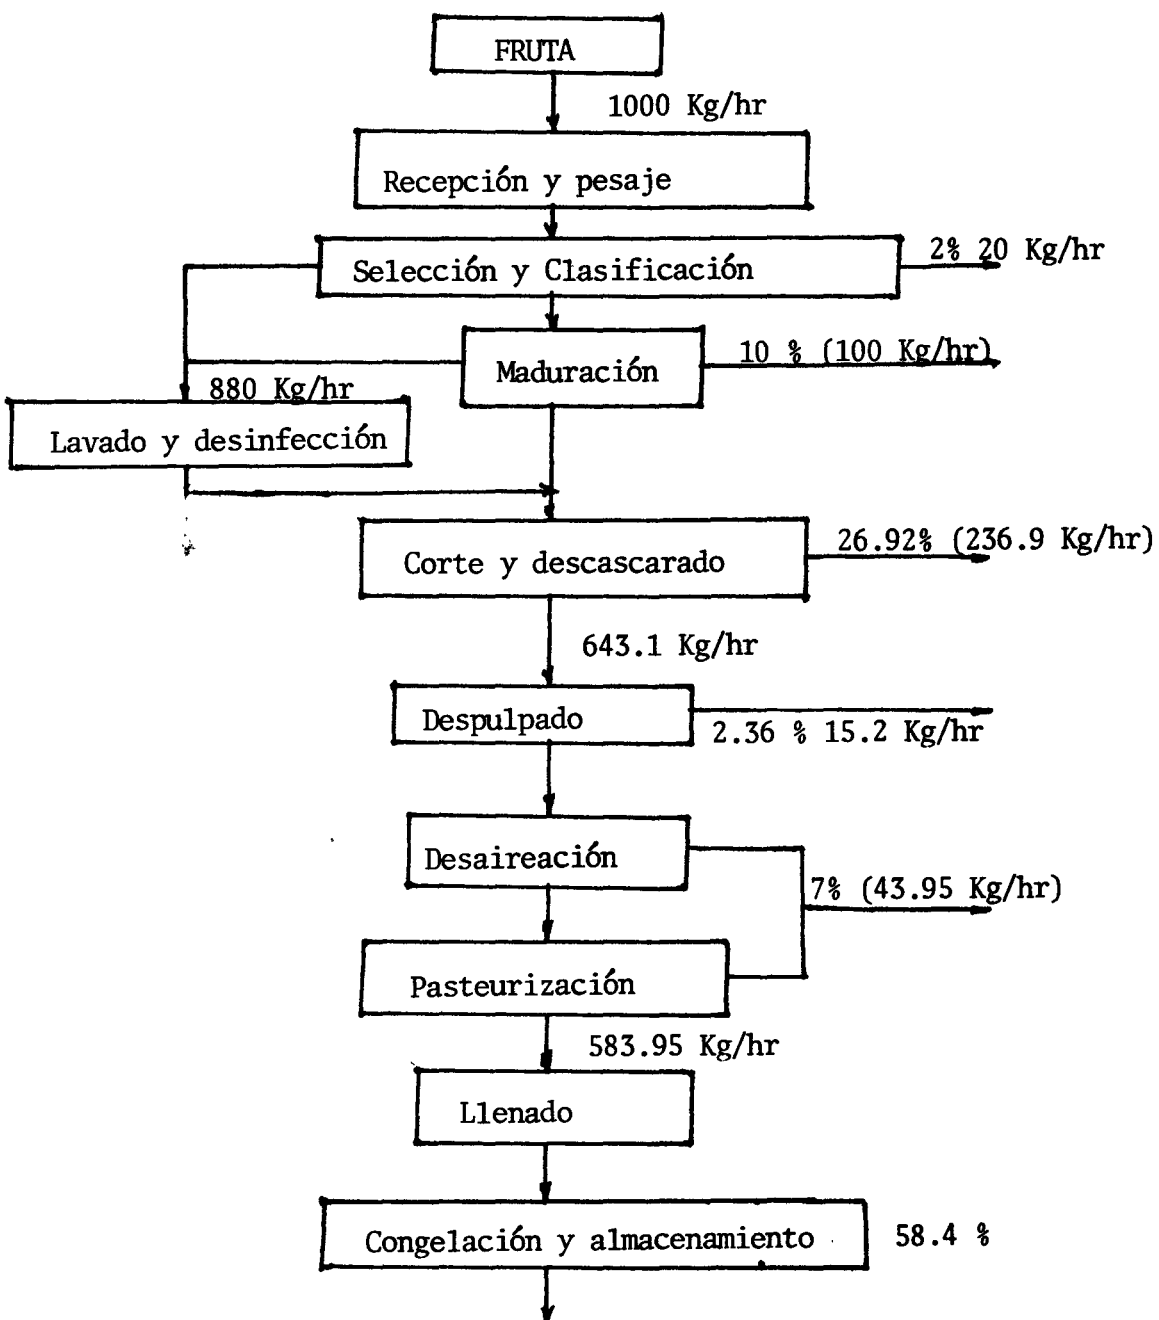 FRUTA
1000 Kg/hr
Recepción y pesaje
Selección y Clasificación
2% 20 Kg/hr
Maduración
10 % (100 Kg/hr)
880 Kg/hr
Lavado y desinfección
Corte y descascarado
26.92% (236.9 Kg/hr)
643.1 Kg/hr
Despulpado
2.36 % 15.2 Kg/hr
Desaireación
7% (43.95 Kg/hr)
Pasteurización
583.95 Kg/hr
Llenado
Congelación y almacenamiento
58.4 %